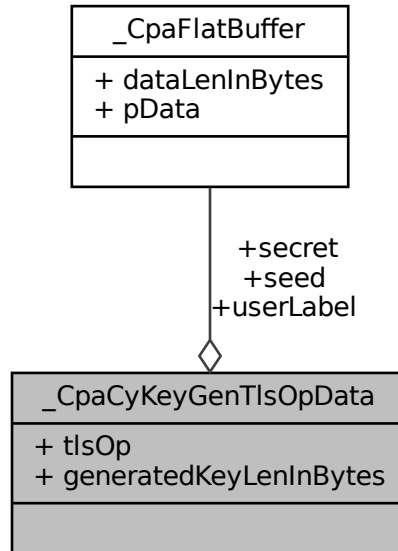 _CpaFlatBuffer
+ dataLenInBytes
+ pData
+secret
+seed
+userLabel
_CpaCyKeyGenTlsOpData
+ tlsOp
+ generatedKeyLenInBytes